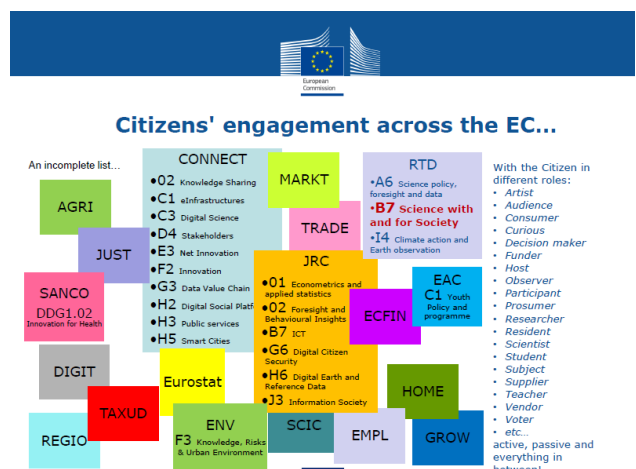 European
Commission
Citizens' engagement across the EC...
An incomplete list...
AGRI
JUST
SANCO
DDG1.02
Innovation for Health
DIGIT
TAXUD
REGIO
CONNECT
•02 Knowledge Sharing
•C1 eInfrastructures
•C3 Digital Science
•D4 Stakeholders
•E3 Net Innovation
•F2 Innovation
•G3 Data Value Chain
•H2 Digital Social Platf
•H3 Public services
•H5 Smart Cities
Eurostat
ENV
F3 Knowledge, Risks
& Urban Environment
MARKT
TRADE
JRC
•01 Econometrics and
applied statistics
•02 Foresight and
Behavioural Insights
•B7 ICT
•G6 Digital Citizen
Security
•H6 Digital Earth and
Reference Data
•J3 Information Society
SCIC
EMPL
RTD
•A6 Science policy,
foresight and data
•B7 Science with
and for Society
•I4 Climate action and
Earth observation
ECFIN
EAC
C1 Youth
Policy and
programme
HOME
GROW
With the Citizen in
different roles:
• Artist
• Audience
• Consumer
• Curious
• Decision maker
• Funder
• Host
• Observer
• Participant
• Prosumer
• Researcher
• Resident
• Scientist
• Student
• Subject
• Supplier
• Teacher
• Vendor
• Voter
• etc...
active, passive and
everything in
between!